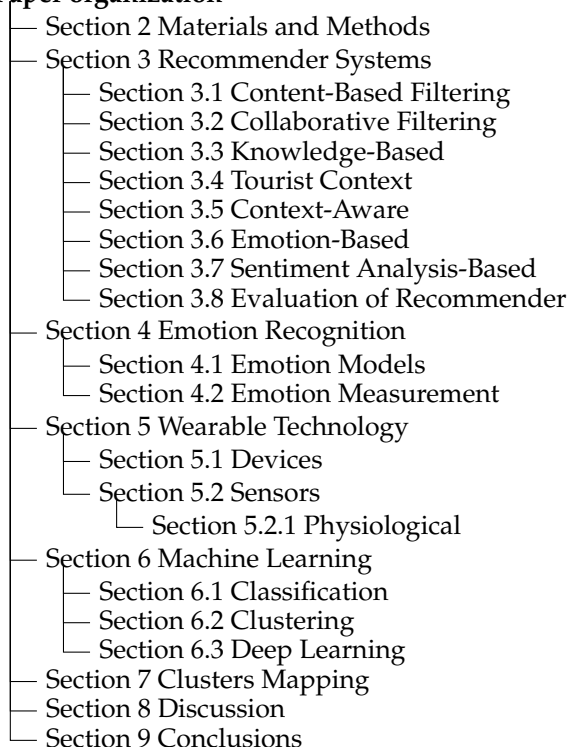 Paper organization
Section 2 Materials and Methods
Section 3 Recommender Systems
Section 3.1 Content-Based Filtering
Section 3.2 Collaborative Filtering
Section 3.3 Knowledge-Based
Section 3.4 Tourist Context
Section 3.5 Context-Aware
Section 3.6 Emotion-Based
Section 3.7 Sentiment Analysis-Based
Section 3.8 Evaluation of Recommender
Section 4 Emotion Recognition
Section 4.1 Emotion Models
Section 4.2 Emotion Measurement
Section 5 Wearable Technology
Section 5.1 Devices
Section 5.2 Sensors
Section 5.2.1 Physiological
Section 6 Machine Learning
Section 6.1 Classification
Section 6.2 Clustering
Section 6.3 Deep Learning
Section 7 Clusters Mapping
Section 8 Discussion
Section 9 Conclusions